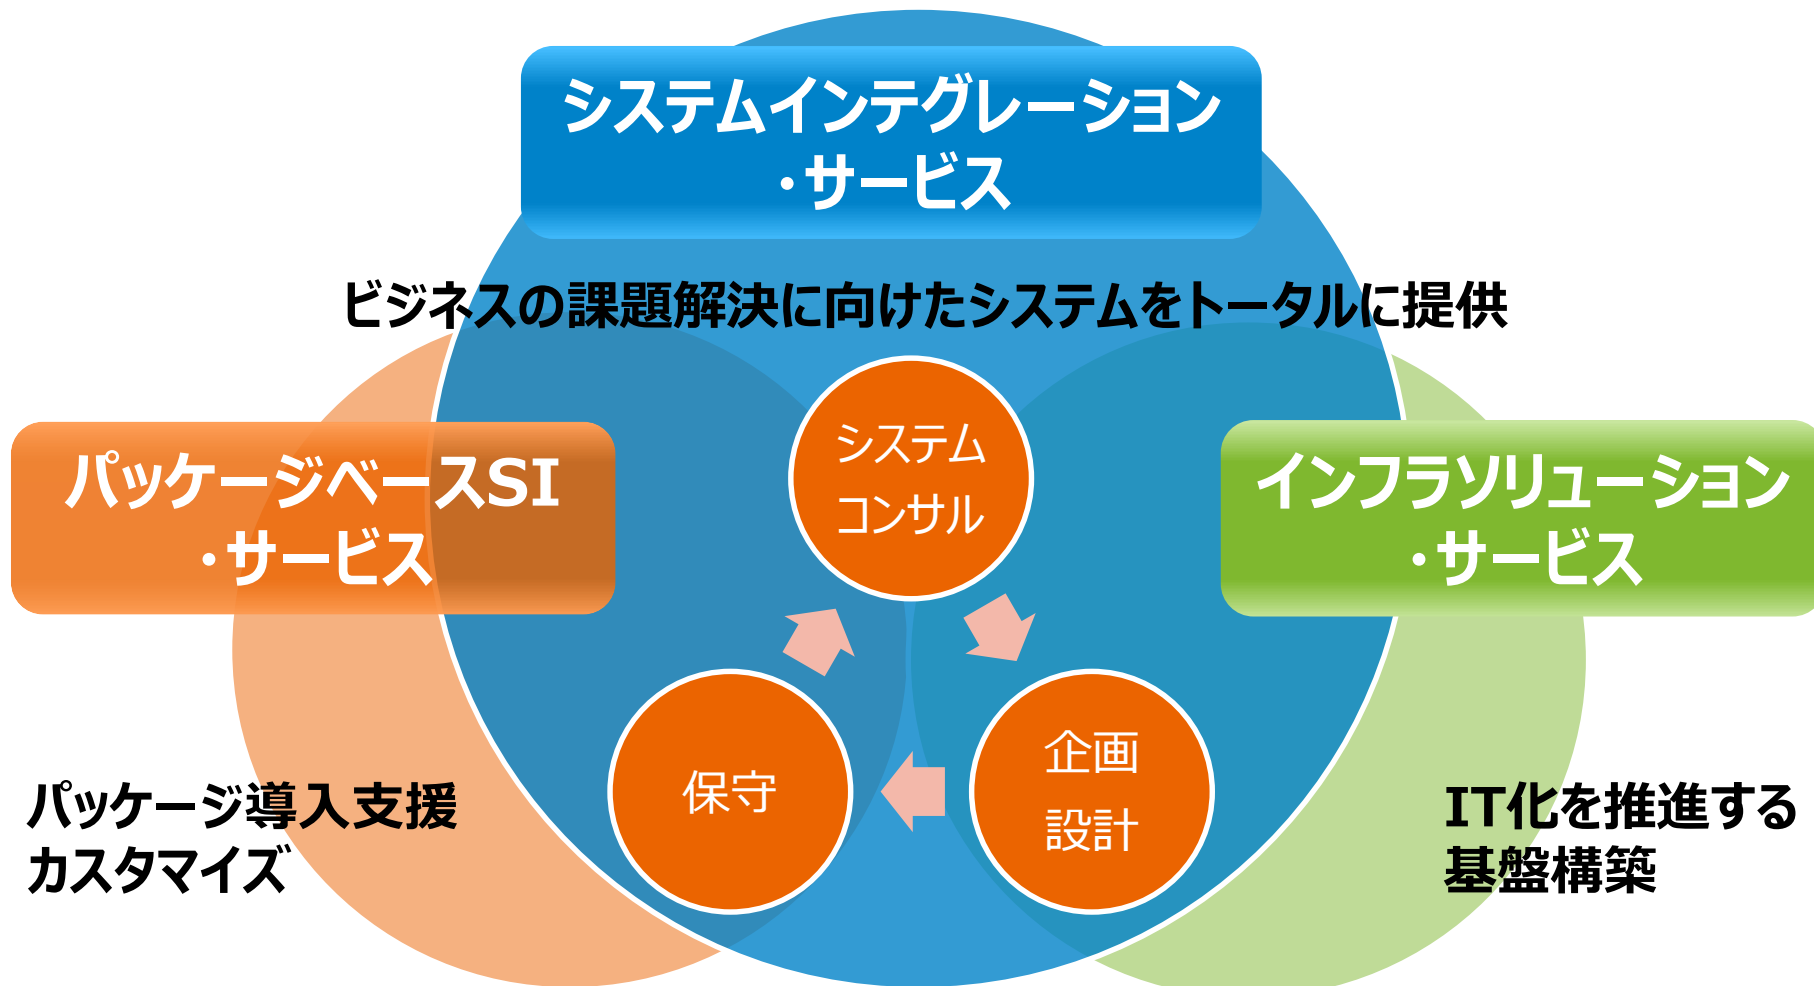 システムインテグレーション
・サービス
ビジネスの課題解決に向けたシステムをトータルに提供
システム
コンサル
パッケージベースSI
・サービス
インフラソリューション
・サービス
企画
設計
保守
パッケージ導入支援
カスタマイズ
IT化を推進する
基盤構築